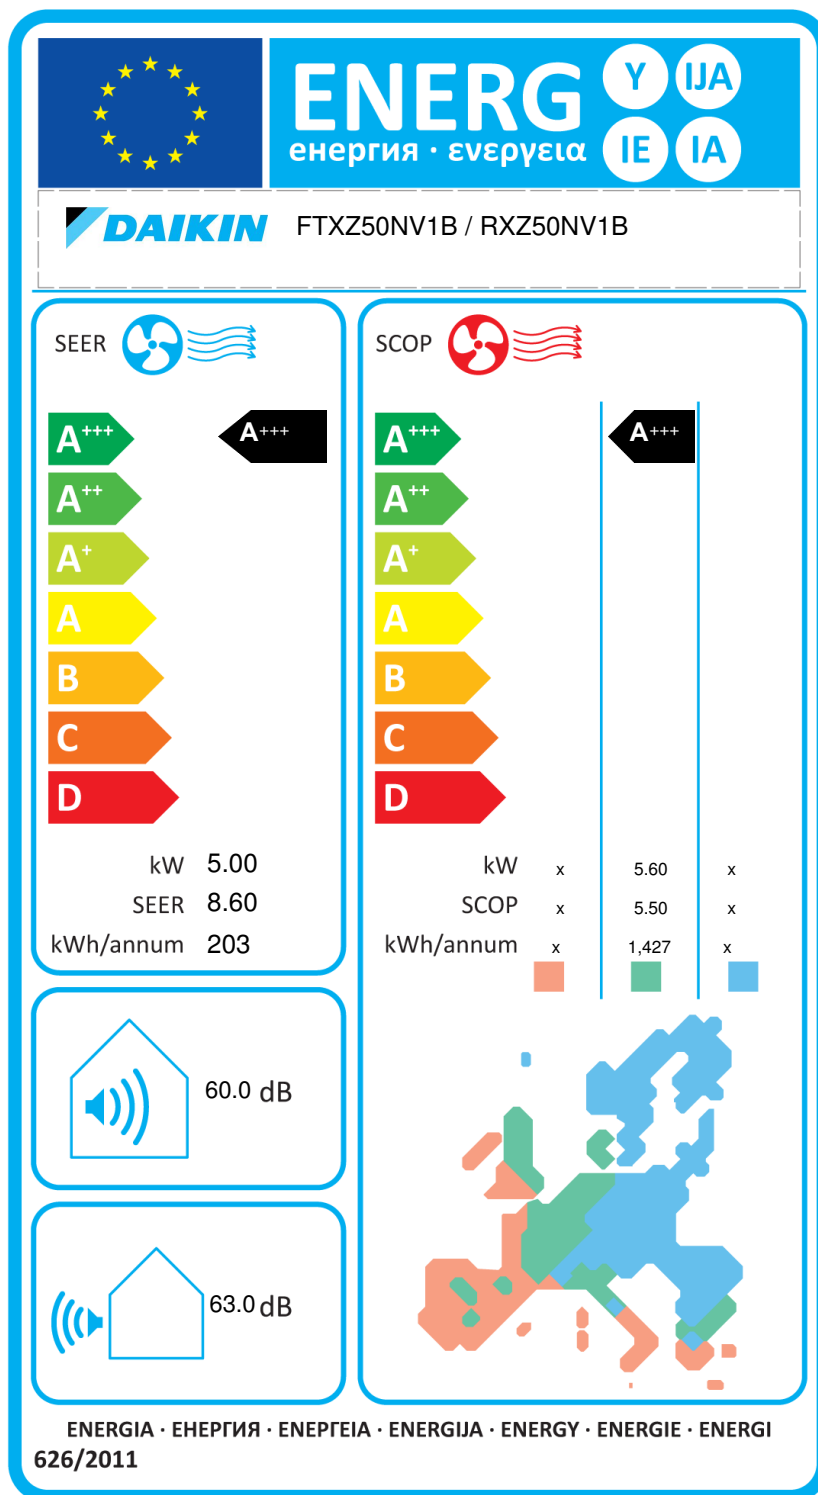 ENERG
енергия · ενεργεια
Y IJA
IE IA
DAIKIN FTXZ50NV1B / RXZ50NV1B
SEER
A+++ A+++
A++
A+
A
B
C
D
kW 5.00
SEER 8.60
kWh/annum 203
SCOP
A+++ A+++
A++
A+
A
B
C
D
kW x 5.60 x
SCOP x 5.50 x
kWh/annum x 1,427 x
60.0 dB
63.0 dB
ENERGIA · ЕНЕРГИЯ · ΕΝΕΡΓΕΙΑ · ENERGIJA · ENERGY · ENERGIE · ENERGI
626/2011